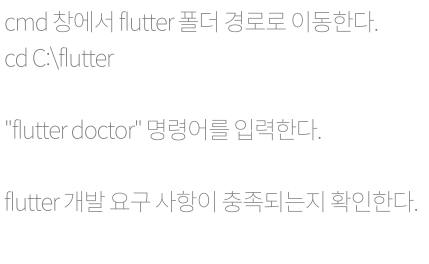 cmd 창에서 flutter 폴더 경로로 이동한다.
cd C:\flutter
"flutter doctor" 명령어를 입력한다.
flutter 개발 요구 사항이 충족되는지 확인한다.